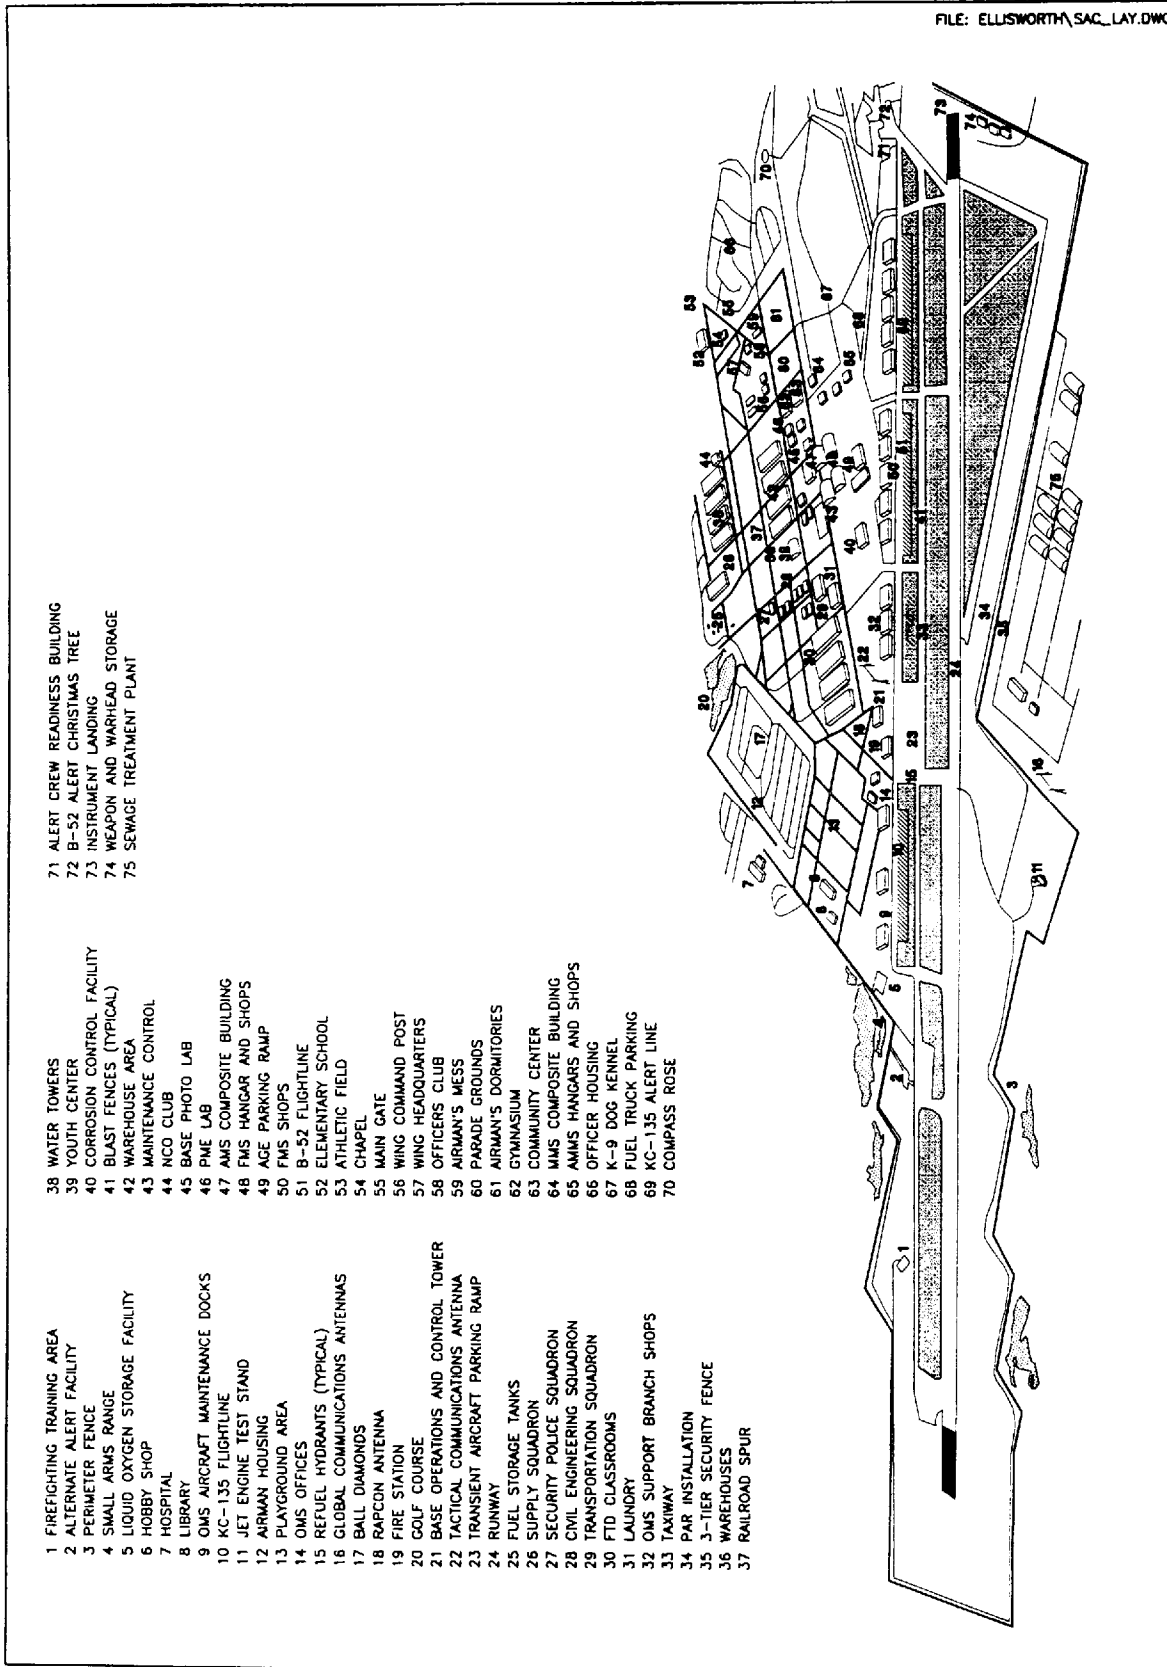 FILE: ELLISWORTH\SAC_LAY.DWG
1 FIREFIGHTING TRAINING AREA
2 ALTERNATE ALERT FACILITY
3 PERIMETER FENCE
4 SMALL ARMS RANGE
5 LIQUID OXYGEN STORAGE FACILITY
6 HOBBY SHOP
7 HOSPITAL
8 LIBRARY
9 OMS AIRCRAFT MAINTENANCE DOCKS
10 KC-135 FLIGHTLINE
11 JET ENGINE TEST STAND
12 AIRMAN HOUSING
13 PLAYGROUND AREA
14 OMS OFFICES
15 REFUEL HYDRANTS (TYPICAL)
16 GLOBAL COMMUNICATIONS ANTENNAS
17 BALL DIAMONDS
18 RAPCON ANTENNA
19 FIRE STATION
20 GOLF COURSE
21 BASE OPERATIONS AND CONTROL TOWER
22 TACTICAL COMMUNICATIONS ANTENNA
23 TRANSIENT AIRCRAFT PARKING RAMP
24 RUNWAY
25 FUEL STORAGE TANKS
26 SUPPLY SQUADRON
27 SECURITY POLICE SQUADRON
28 CIVIL ENGINEERING SQUADRON
29 TRANSPORTATION SQUADRON
30 FTD CLASSROOMS
31 LAUNDRY
32 OMS SUPPORT BRANCH SHOPS
33 TAXIWAY
34 PAR INSTALLATION
35 3-TIER SECURITY FENCE
36 WAREHOUSES
37 RAILROAD SPUR
38 WATER TOWERS
39 YOUTH CENTER
40 CORROSION CONTROL FACILITY
41 BLAST FENCES (TYPICAL)
42 WAREHOUSE AREA
43 MAINTENANCE CONTROL
44 NCO CLUB
45 BASE PHOTO LAB
46 PME LAB
47 AMS COMPOSITE BUILDING
48 FMS HANGAR AND SHOPS
49 AGE PARKING RAMP
50 FMS SHOPS
51 B-52 FLIGHTLINE
52 ELEMENTARY SCHOOL
53 ATHLETIC FIELD
54 CHAPEL
55 MAIN GATE
56 WING COMMAND POST
57 WING HEADQUARTERS
58 OFFICERS CLUB
59 AIRMAN'S MESS
60 PARADE GROUNDS
61 AIRMAN'S DORMITORIES
62 GYMNASIUM
63 COMMUNITY CENTER
64 MMS COMPOSITE BUILDING
65 AMMS HANGARS AND SHOPS
66 OFFICER HOUSING
67 K-9 DOG KENNEL
68 FUEL TRUCK PARKING
69 KC-135 ALERT LINE
70 COMPASS ROSE
71 ALERT CREW READINESS BUILDING
72 B-52 ALERT CHRISTMAS TREE
73 INSTRUMENT LANDING
74 WEAPON AND WARHEAD STORAGE
75 SEWAGE TREATMENT PLANT